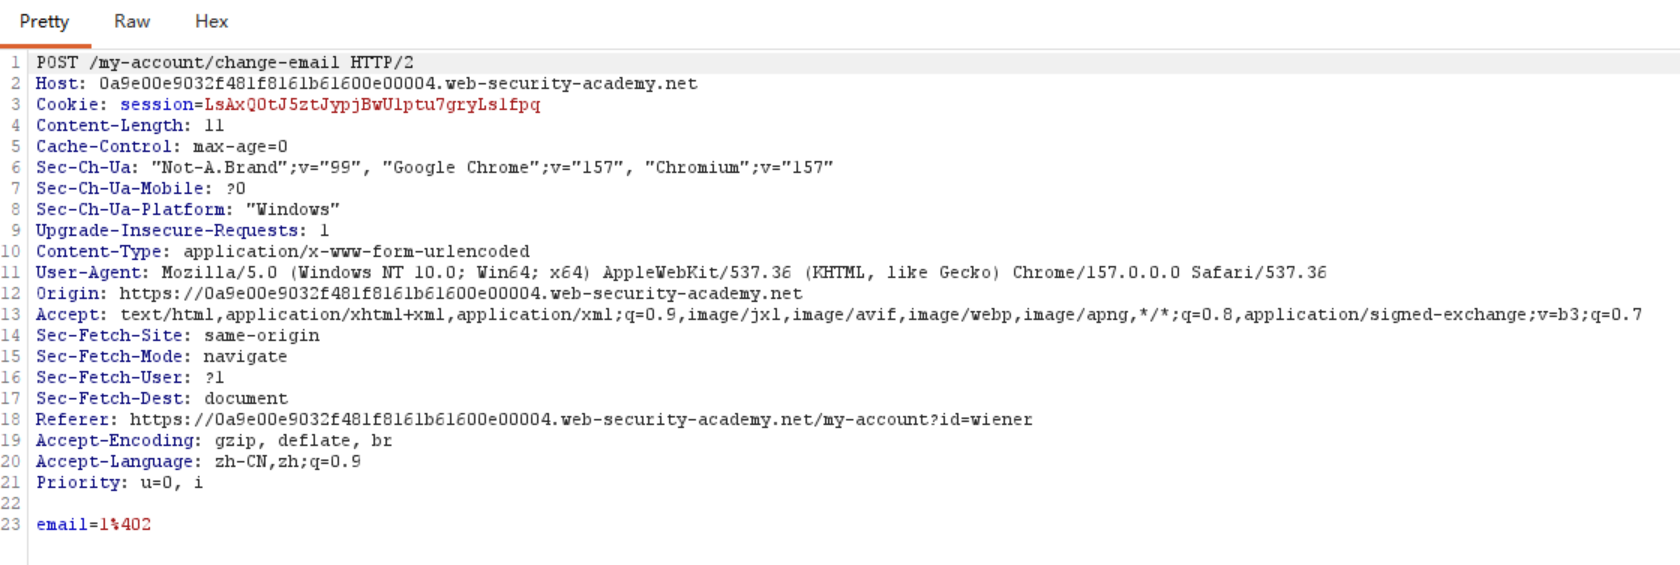 Pretty Raw Hex
1 POST /my-account/change-email HTTP/2
2 Host: 0a9e00e9032f481f8161b61600e00004.web-security-academy.net
3 Cookie: session=LsAxQ0tJ5ztJypjBwUlptu7gryLslfpq
4 Content-Length: 11
5 Cache-Control: max-age=0
6 Sec-Ch-Ua: "Not-A.Brand";v="99", "Google Chrome";v="157", "Chromium";v="157"
7 Sec-Ch-Ua-Mobile: ?0
8 Sec-Ch-Ua-Platform: "Windows"
9 Upgrade-Insecure-Requests: 1
10 Content-Type: application/x-www-form-urlencoded
11 User-Agent: Mozilla/5.0 (Windows NT 10.0; Win64; x64) AppleWebKit/537.36 (KHTML, like Gecko) Chrome/157.0.0.0 Safari/537.36
12 Origin: https://0a9e00e9032f481f8161b61600e00004.web-security-academy.net
13 Accept: text/html,application/xhtml+xml,application/xml;q=0.9,image/jxl,image/avif,image/webp,image/apng,*/*;q=0.8,application/signed-exchange;v=b3;q=0.7
14 Sec-Fetch-Site: same-origin
15 Sec-Fetch-Mode: navigate
16 Sec-Fetch-User: ?1
17 Sec-Fetch-Dest: document
18 Referer: https://0a9e00e9032f481f8161b61600e00004.web-security-academy.net/my-account?id=wiener
19 Accept-Encoding: gzip, deflate, br
20 Accept-Language: zh-CN,zh;q=0.9
21 Priority: u=0, i
22
23 email=1%402